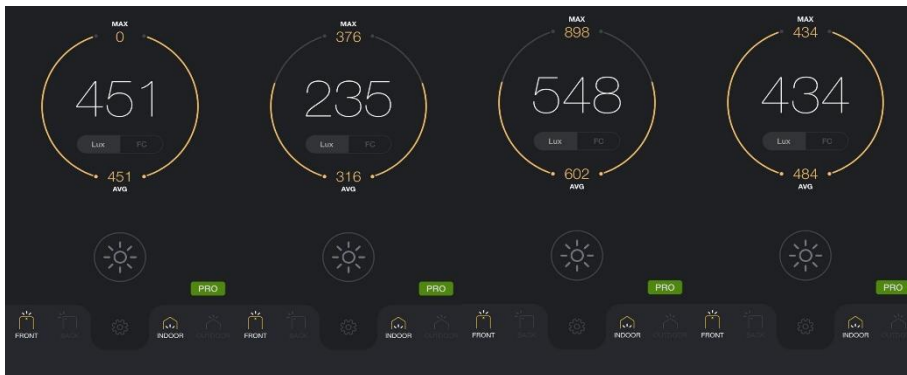 MAX
0
451
Lux FC
451
AVG
MAX
376
235
Lux FC
316
AVG
MAX
898
548
Lux FC
602
AVG
MAX
434
434
Lux FC
484
AVG
PRO
PRO
PRO
PRO
FRONT BACK INDOOR OUTDOOR
FRONT BACK INDOOR OUTDOOR
FRONT BACK INDOOR OUTDOOR
FRONT BACK INDOOR OUTDOOR